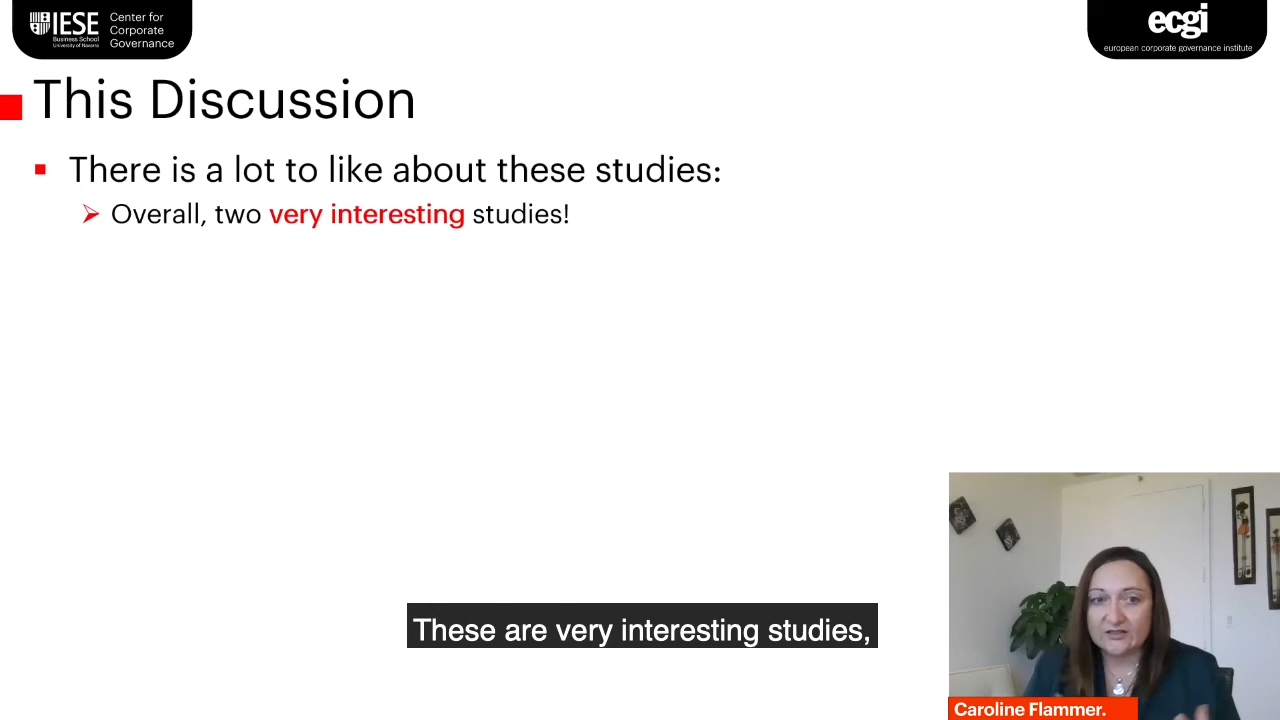 IESE
Business School
University of Navarra
Center for
Corporate
Governance
ecgi
european corporate governance institute
This Discussion
There is a lot to like about these studies:
Overall, two very interesting studies!
These are very interesting studies,
Caroline Flammer.